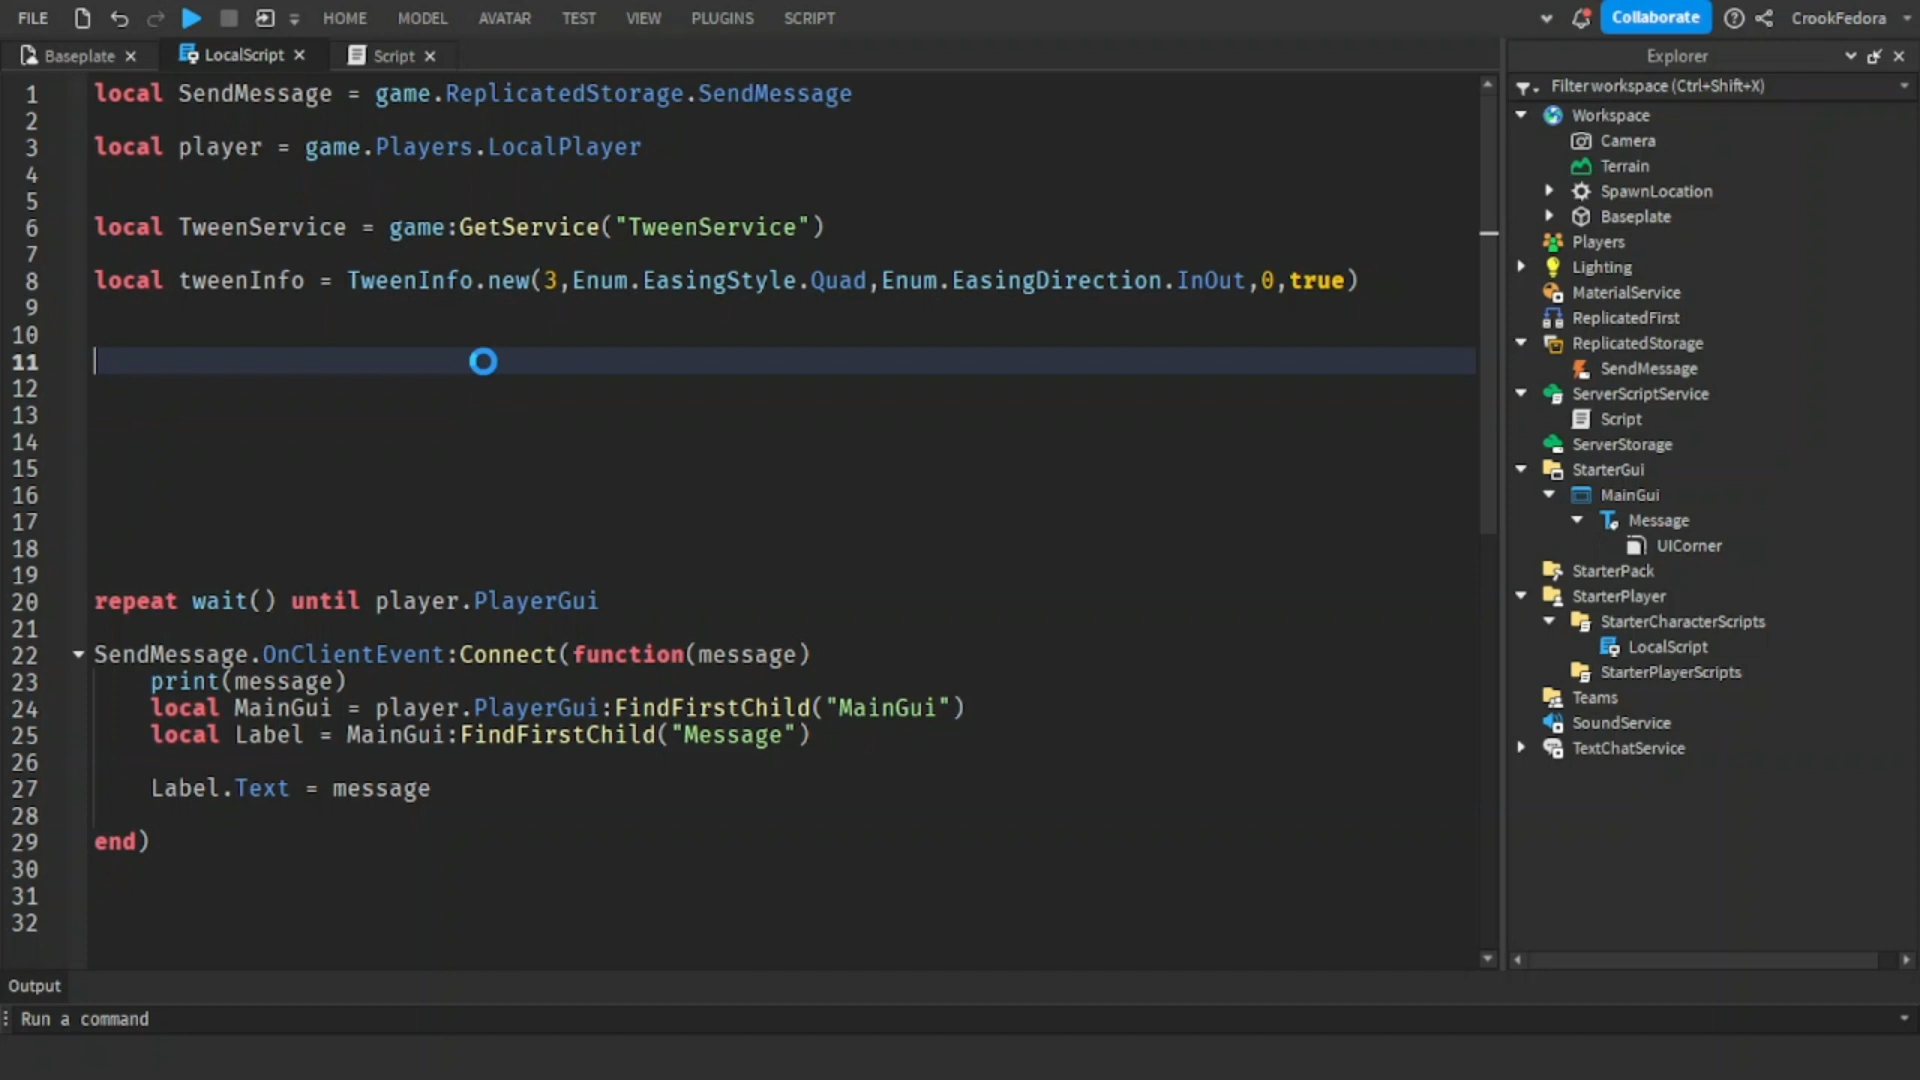 FILE HOME MODEL AVATAR TEST VIEW PLUGINS SCRIPT Collaborate CrookFedora
Baseplate LocalScript Script
1 local SendMessage = game.ReplicatedStorage.SendMessage
2
3 local player = game.Players.LocalPlayer
4
5
6 local TweenService = game:GetService("TweenService")
7
8 local tweenInfo = TweenInfo.new(3,Enum.EasingStyle.Quad,Enum.EasingDirection.InOut,0,true)
9
10
11
12
13
14
15
16
17
18
19
20 repeat wait() until player.PlayerGui
21
22 SendMessage.OnClientEvent:Connect(function(message)
23 print(message)
24 local MainGui = player.PlayerGui:FindFirstChild("MainGui")
25 local Label = MainGui:FindFirstChild("Message")
26
27 Label.Text = message
28
29 end)
30
31
32
Output
Run a command
Explorer
Filter workspace (Ctrl+Shift+X)
Workspace
Camera
Terrain
SpawnLocation
Baseplate
Players
Lighting
MaterialService
ReplicatedFirst
ReplicatedStorage
SendMessage
ServerScriptService
Script
ServerStorage
StarterGui
MainGui
Message
UICorner
StarterPack
StarterPlayer
StarterCharacterScripts
LocalScript
StarterPlayerScripts
Teams
SoundService
TextChatService